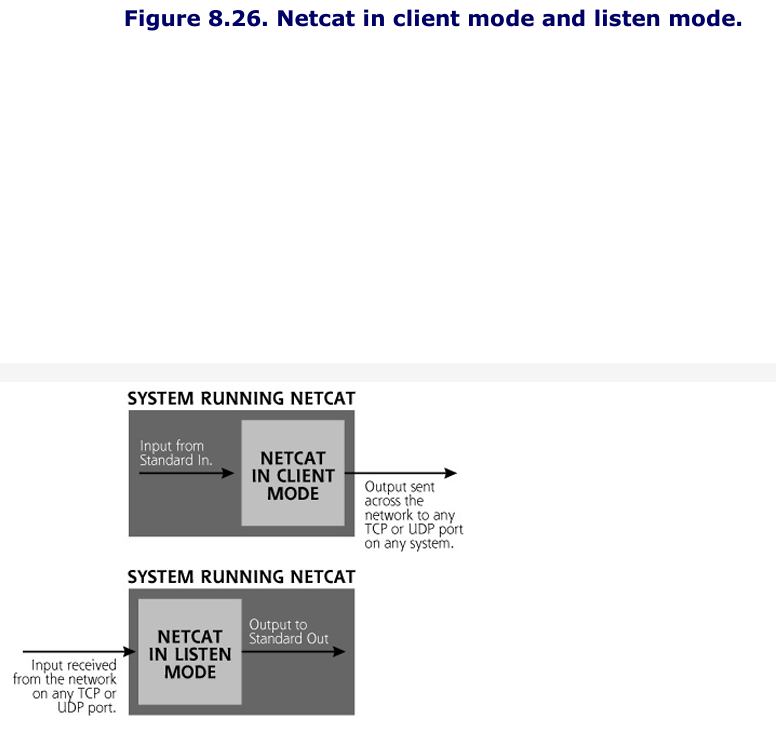 Figure 8.26. Netcat in client mode and listen mode.
SYSTEM RUNNING NETCAT
Input from
Standard In.
NETCAT
IN CLIENT
MODE
Output sent
across the
network to any
TCP or UDP port
on any system.
SYSTEM RUNNING NETCAT
Input received
from the network
on any TCP or
UDP port.
NETCAT
IN LISTEN
MODE
Output to
Standard Out